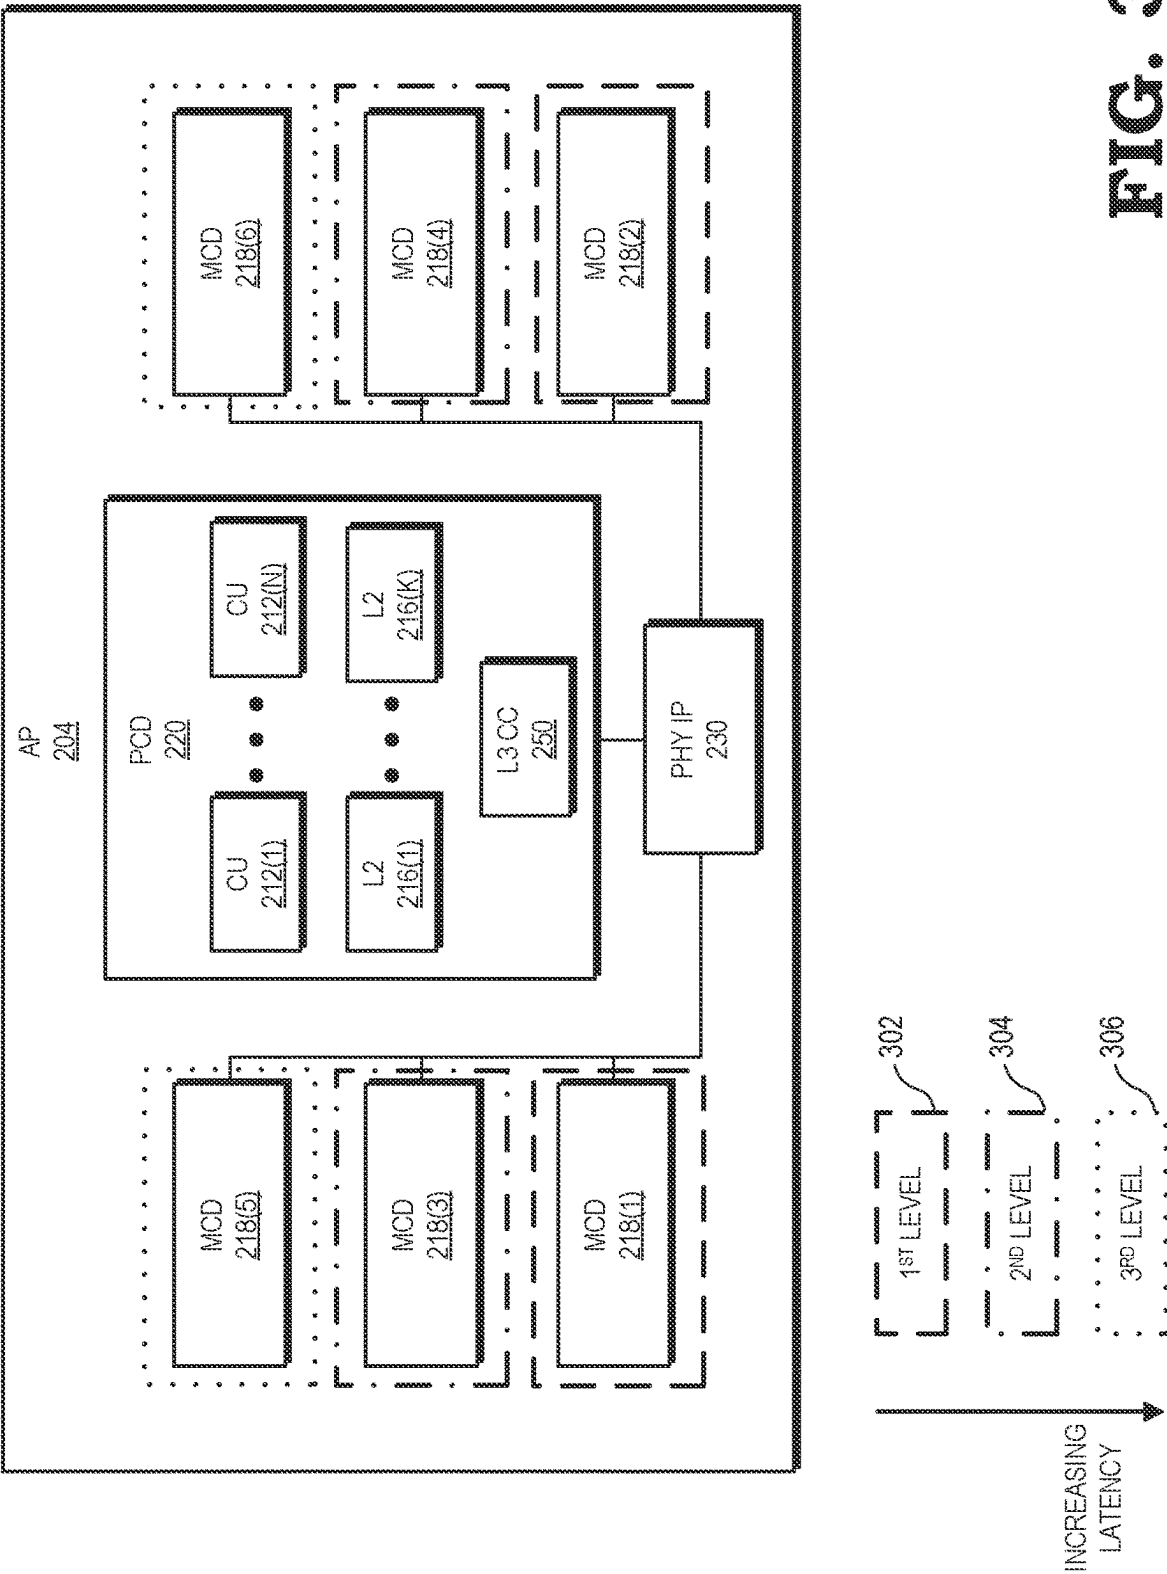 AP
204
PCD
220
MCD
218(5)
CU
212(1)
CU
212(N)
MCD
218(6)
MCD
218(3)
L2
216(1)
L2
216(K)
MCD
218(4)
L3 CC
250
MCD
218(1)
MCD
218(2)
PHY IP
230
302
1ST LEVEL
304
2ND LEVEL
306
3RD LEVEL
INCREASING
LATENCY
FIG.